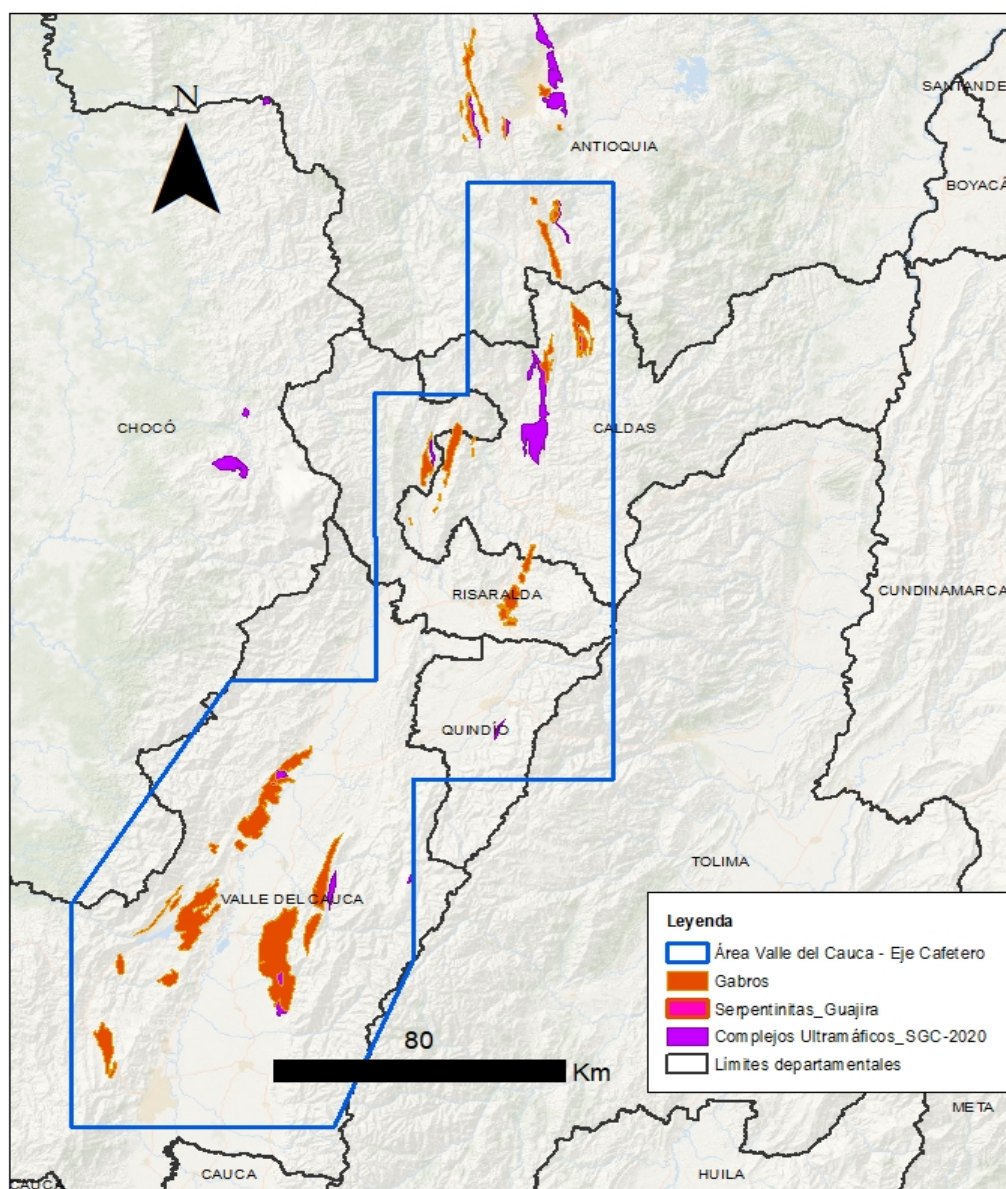 SANTANDE
N
ANTIOQUIA
BOYACÁ
CHOCÓ
CALDAS
RISARALDA
CUNDINAMARCA
QUINDÍO
TOLIMA
VALLE DEL CAUCA
Leyenda
Área Valle del Cauca - Eje Cafetero
Gabros
Serpentinitas_Guajira
Complejos Ultramáficos_SGC-2020
Límites departamentales
80
Km
META
CAUCA
HUILA
CAUCA